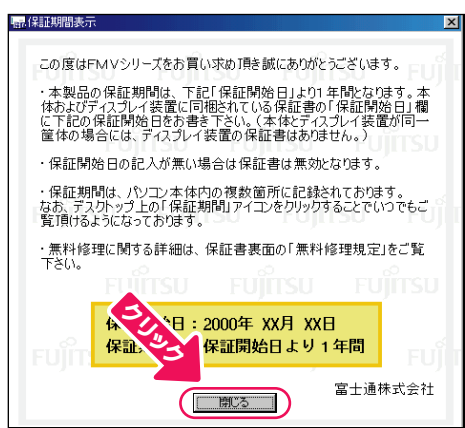 保証期間表示
この度はFMVシリーズをお買い求め頂き誠にありがとうございます。
・本製品の保証期間は、下記「保証開始日」より1年間となります。本
体およびディスプレイ装置に同梱されている保証書の「保証開始日」欄
に下記の保証開始日をお書き下さい。(本体とディスプレイ装置が同一
筐体の場合には、ディスプレイ装置の保証書はありません。)
・保証開始日の記入が無い場合は保証書は無効となります。
・保証期間は、パソコン本体内の複数箇所に記録されております。
なお、デスクトップ上の「保証期間」アイコンをクリックすることでいつでもご
覧頂けるようになっております。
・無料修理に関する詳細は、保証書裏面の「無料修理規定」をご覧
下さい。
保 始日：2000年 XX月 XX日
保証 保証開始日より1年間
クリック
富士通株式会社
閉じる